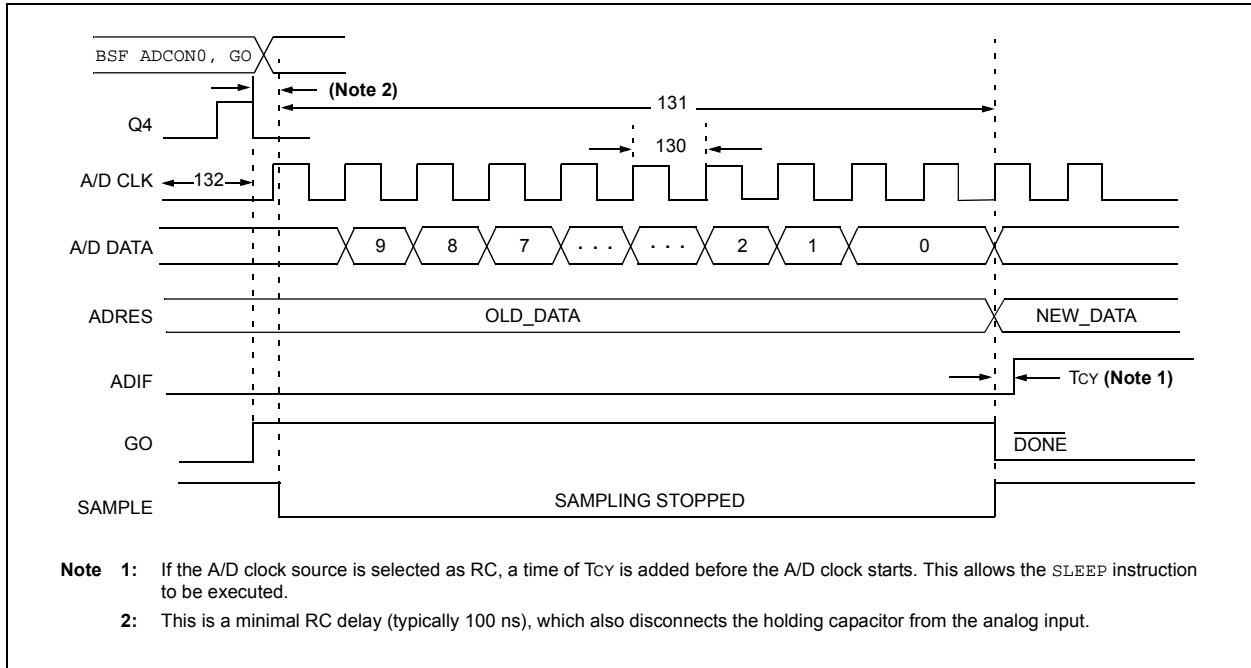 BSF ADCON0, GO
(Note 2)
131
Q4
130
A/D CLK
132
A/D DATA
9 8 7 . . . . . . 2 1 0
ADRES
OLD_DATA
NEW_DATA
ADIF
TCY (Note 1)
GO
DONE
SAMPLE
SAMPLING STOPPED
Note 1: If the A/D clock source is selected as RC, a time of TCY is added before the A/D clock starts. This allows the SLEEP instruction
to be executed.
2: This is a minimal RC delay (typically 100 ns), which also disconnects the holding capacitor from the analog input.